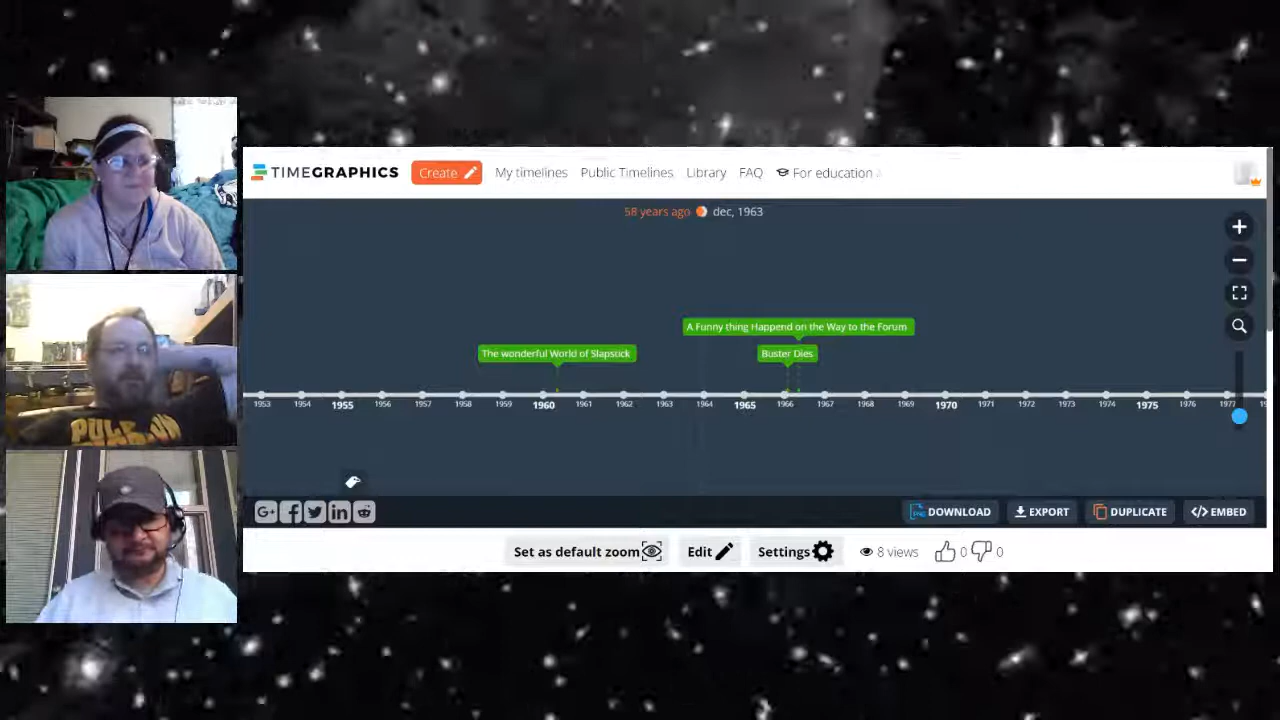 TIMEGRAPHICS Create My timelines Public Timelines Library FAQ For education
58 years ago dec, 1963
A Funny thing Happend on the Way to the Forum
The wonderful World of Slapstick Buster Dies
1953 1954 1955 1956 1957 1958 1959 1960 1961 1962 1963 1964 1965 1966 1967 1968 1969 1970 1971 1972 1973 1974 1975 1976 1977
PULL ON
G+ f in DOWNLOAD EXPORT DUPLICATE </> EMBED
Set as default zoom Edit Settings 8 views 0 0